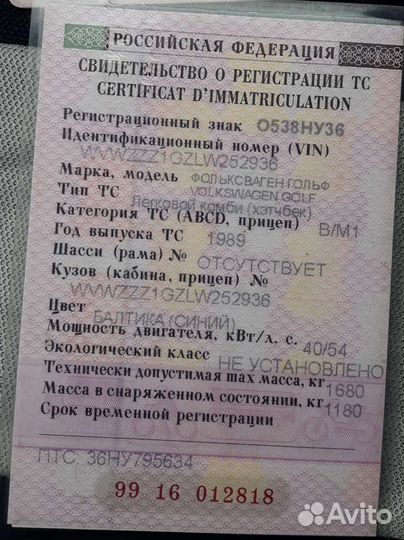 РОССИЙСКАЯ ФЕДЕРАЦИЯ
СВИДЕТЕЛЬСТВО О РЕГИСТРАЦИИ ТС
CERTIFICAT D'IMMATRICULATION
Регистрационный знак О538НУ36
Идентификационный номер (VIN)
WVWZZZ1GZLW252936
Марка, модель ФОЛЬКСВАГЕН ГОЛЬФ
VOLKSWAGEN GOLF
Тип ТС Легковой комби (хэтчбек)
Категория ТС (ABCD, прицеп) B/M1
Год выпуска ТС 1989
Шасси (рама) № ОТСУТСТВУЕТ
Кузов (кабина, прицеп) №
WVWZZZ1GZLW252936
Цвет БАЛТИКА (СИНИЙ)
Мощность двигателя, кВт/л. с. 40/54
Экологический класс НЕ УСТАНОВЛЕНО
Технически допустимая max масса, кг 1680
Масса в снаряженном состоянии, кг 1180
Срок временной регистрации
ПТС: 36НУ795634
99 16 012818
Avito